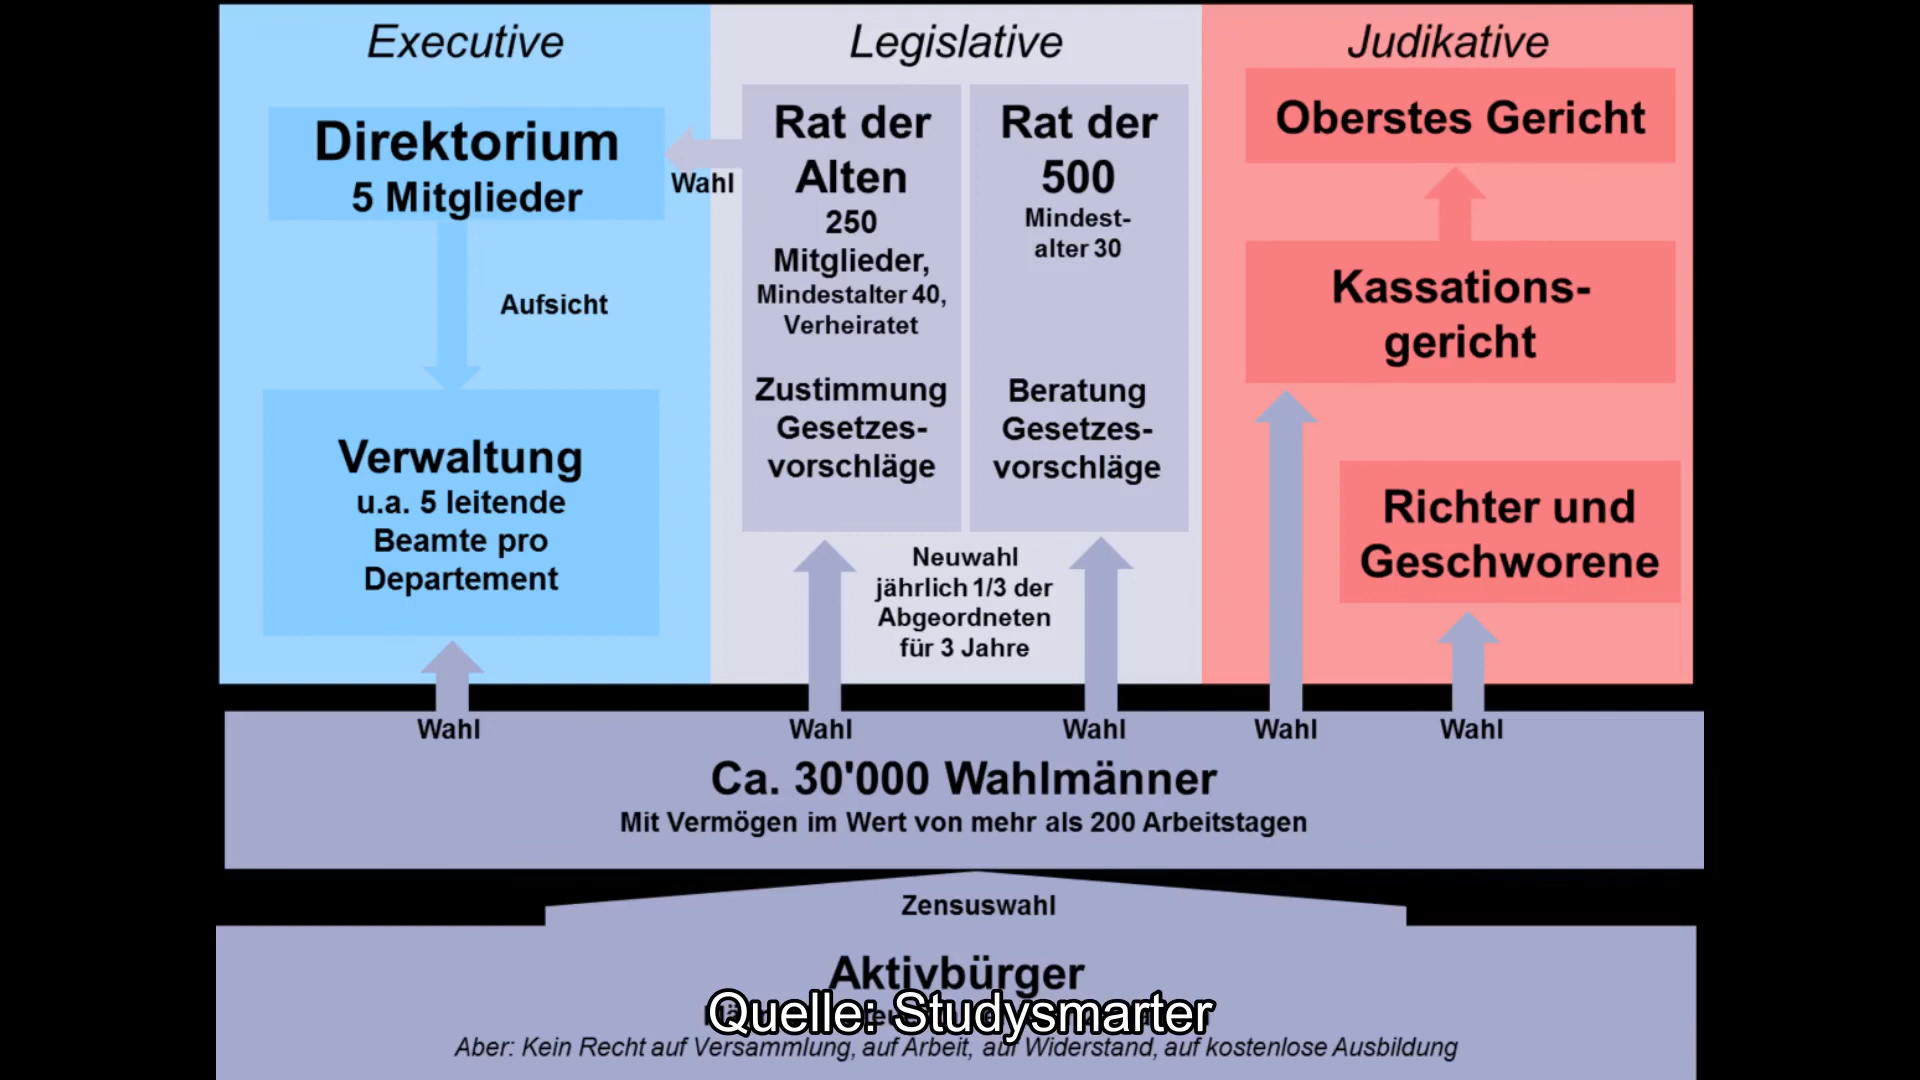 Executive
Legislative
Judikative
Direktorium
5 Mitglieder
Wahl
Aufsicht
Verwaltung
u.a. 5 leitende
Beamte pro
Departement
Rat der
Alten
250
Mitglieder,
Mindestalter 40,
Verheiratet
Zustimmung
Gesetzes-
vorschläge
Rat der
500
Mindest-
alter 30
Beratung
Gesetzes-
vorschläge
Neuwahl
jährlich 1/3 der
Abgeordneten
für 3 Jahre
Oberstes Gericht
Kassations-
gericht
Richter und
Geschworene
Wahl
Wahl
Wahl
Wahl
Wahl
Ca. 30'000 Wahlmänner
Mit Vermögen im Wert von mehr als 200 Arbeitstagen
Zensuswahl
Aktivbürger
Quelle: Studysmarter
Aber: Kein Recht auf Versammlung, auf Arbeit, auf Widerstand, auf kostenlose Ausbildung